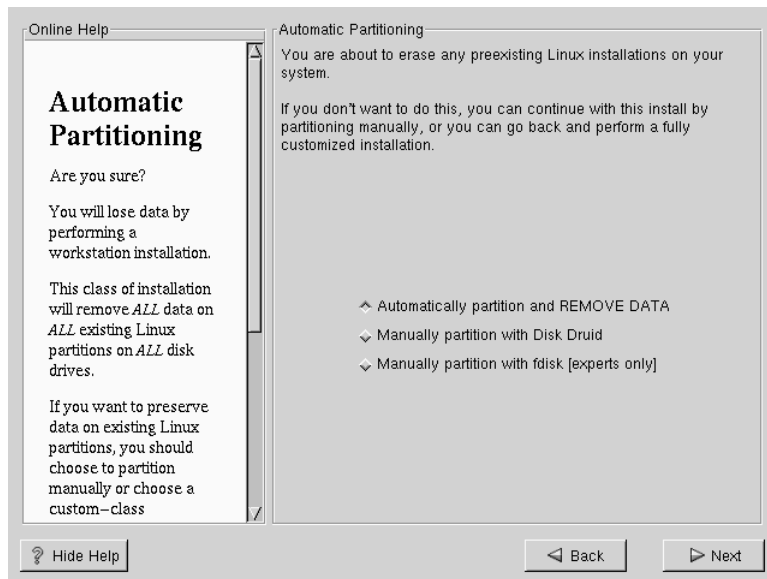 Online Help
Automatic
Partitioning
Are you sure?
You will lose data by
performing a
workstation installation.
This class of installation
will remove ALL data on
ALL existing Linux
partitions on ALL disk
drives.
If you want to preserve
data on existing Linux
partitions, you should
choose to partition
manually or choose a
custom–class
Automatic Partitioning
You are about to erase any preexisting Linux installations on your
system.
If you don't want to do this, you can continue with this install by
partitioning manually, or you can go back and perform a fully
customized installation.
Automatically partition and REMOVE DATA
Manually partition with Disk Druid
Manually partition with fdisk [experts only]
Hide Help
Back
Next